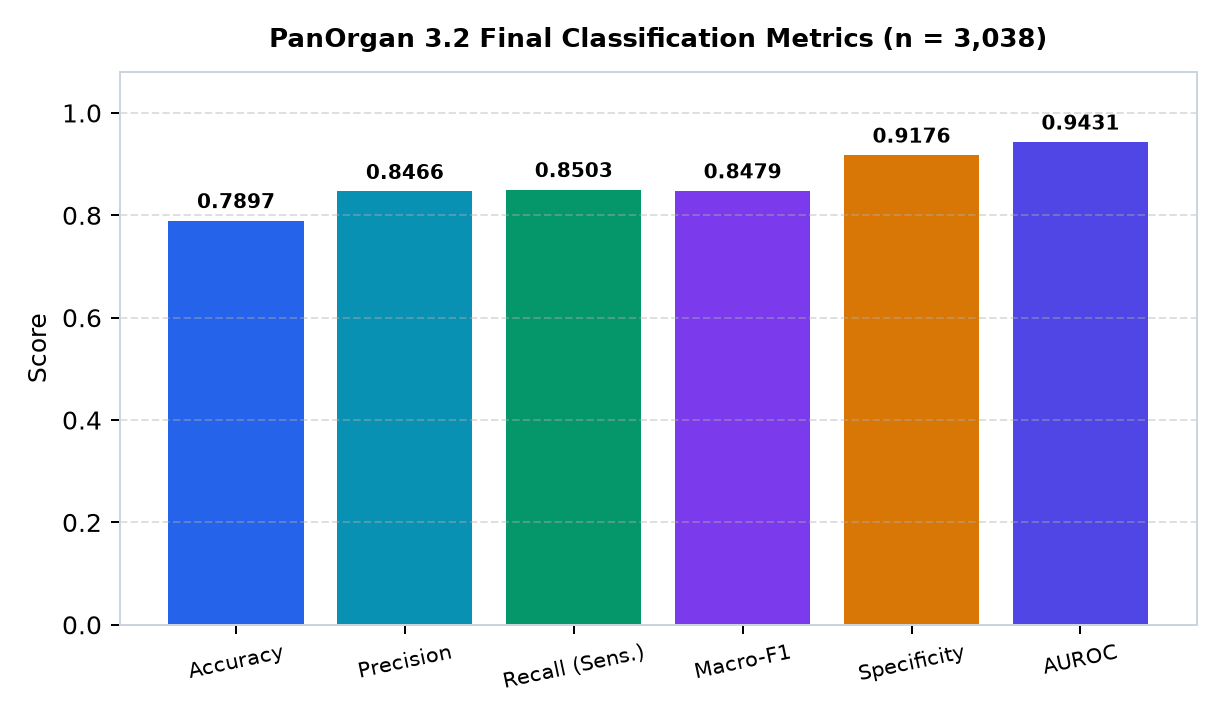 PanOrgan 3.2 Final Classification Metrics (n = 3,038)
Score
1.0
0.8
0.6
0.4
0.2
0.0
0.7897
0.8466
0.8503
0.8479
0.9176
0.9431
Accuracy
Precision
Recall (Sens.)
Macro-F1
Specificity
AUROC